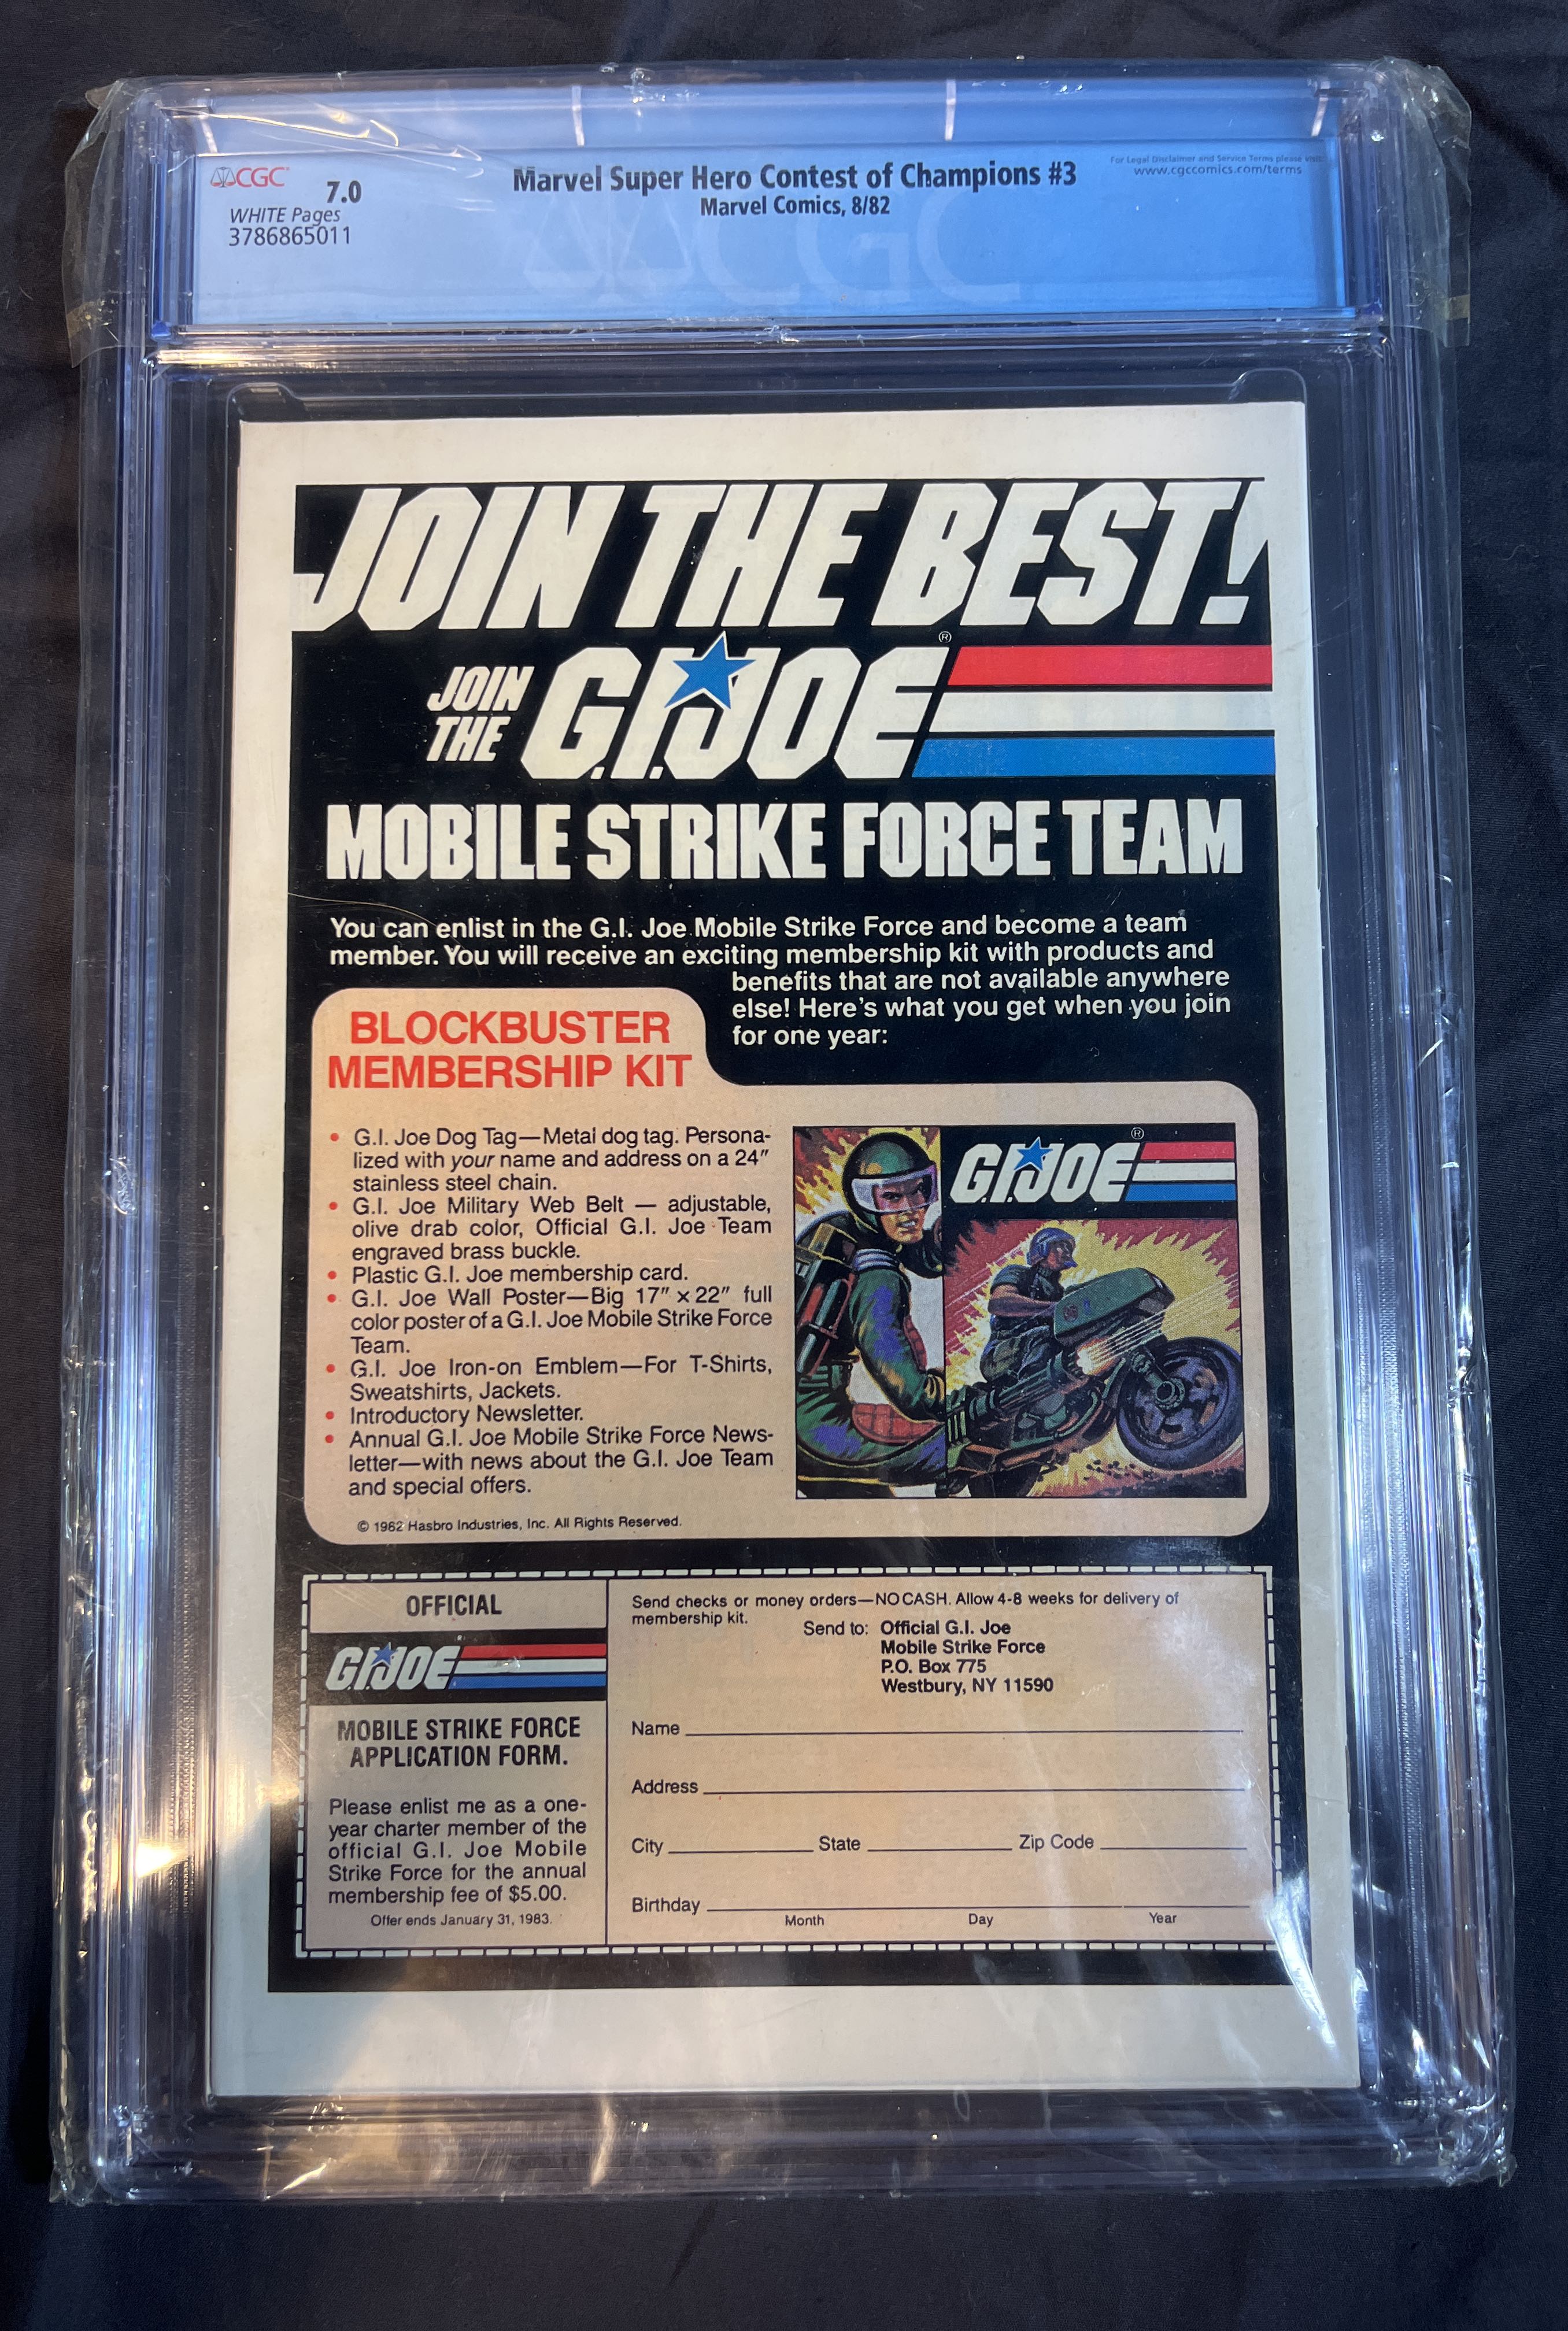 CGC
7.0
WHITE Pages
3786865011
Marvel Super Hero Contest of Champions #3
Marvel Comics, 8/82
For Legal Disclaimer and Service Terms please visit:
www.cgccomics.com/terms
CGC
JOIN THE BEST!
JOIN
THE
G.I.JOE
®
MOBILE STRIKE FORCE TEAM
You can enlist in the G.I. Joe Mobile Strike Force and become a team
member. You will receive an exciting membership kit with products and
benefits that are not available anywhere
else! Here's what you get when you join
for one year:
BLOCKBUSTER
MEMBERSHIP KIT
• G.I. Joe Dog Tag—Metal dog tag. Persona-
lized with your name and address on a 24"
stainless steel chain.
• G.I. Joe Military Web Belt — adjustable,
olive drab color, Official G.I. Joe Team
engraved brass buckle.
• Plastic G.I. Joe membership card.
• G.I. Joe Wall Poster—Big 17" x 22" full
color poster of a G.I. Joe Mobile Strike Force
Team.
• G.I. Joe Iron-on Emblem—For T-Shirts,
Sweatshirts, Jackets.
• Introductory Newsletter.
• Annual G.I. Joe Mobile Strike Force News-
letter—with news about the G.I. Joe Team
and special offers.
© 1982 Hasbro Industries, Inc. All Rights Reserved.
G.I.JOE
®
OFFICIAL
G.I.JOE
MOBILE STRIKE FORCE
APPLICATION FORM.
Please enlist me as a one-
year charter member of the
official G.I. Joe Mobile
Strike Force for the annual
membership fee of $5.00.
Offer ends January 31, 1983.
Send checks or money orders—NO CASH. Allow 4-8 weeks for delivery of
membership kit.
Send to: Official G.I. Joe
Mobile Strike Force
P.O. Box 775
Westbury, NY 11590
Name
Address
City State Zip Code
Birthday
Month Day Year